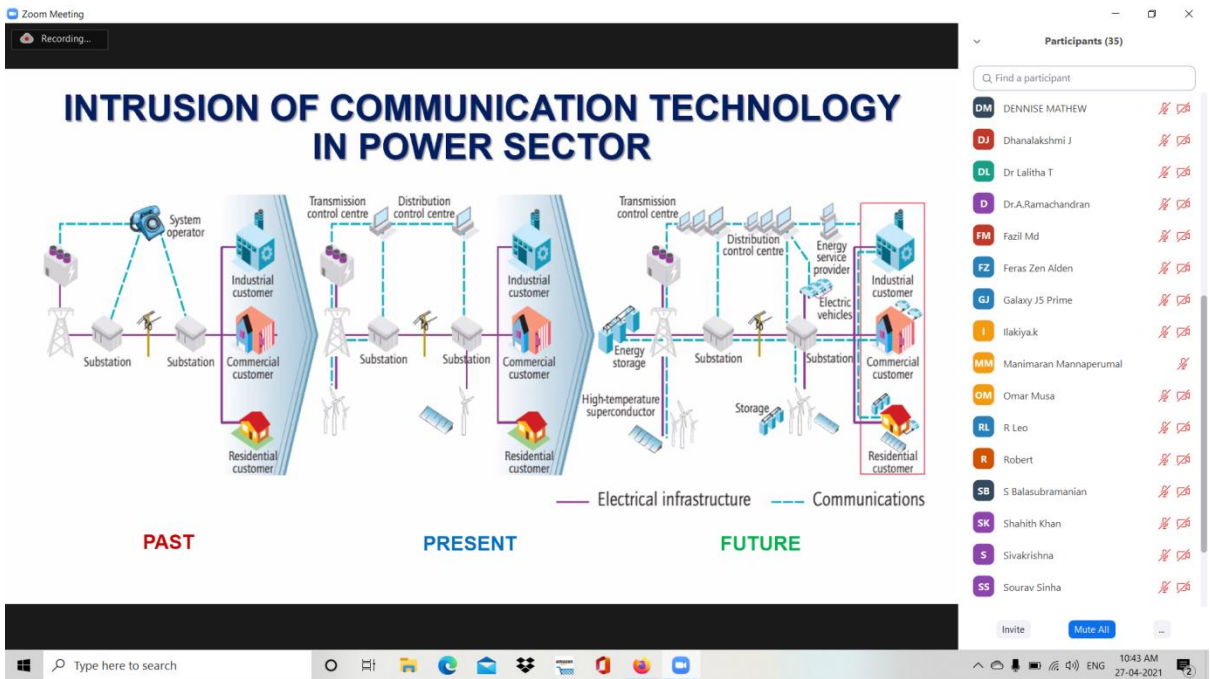 Zoom Meeting
Recording...
INTRUSION OF COMMUNICATION TECHNOLOGY
IN POWER SECTOR
System
operator
Industrial
customer
Substation
Substation
Commercial
customer
Residential
customer
PAST
Transmission
control centre
Distribution
control centre
Industrial
customer
Substation
Substation
Commercial
customer
Residential
customer
PRESENT
Transmission
control centre
Distribution
control centre
Energy
service
provider
Industrial
customer
Electric
vehicles
Energy
storage
Substation
Substation
Commercial
customer
High-temperature
superconductor
Storage
Residential
customer
Electrical infrastructure
Communications
FUTURE
Participants (35)
Find a participant
DM DENNISE MATHEW
DJ Dhanalakshmi J
DL Dr Lalitha T
D Dr.A.Ramachandran
FM Fazil Md
FZ Feras Zen Alden
GJ Galaxy J5 Prime
I Ilakiya.k
MM Manimaran Mannaperumal
OM Omar Musa
RL R Leo
R Robert
SB S Balasubramanian
SK Shahith Khan
S Sivakrishna
SS Sourav Sinha
Invite
Mute All
...
Type here to search
amazon
ENG
10:43 AM
27-04-2021
2